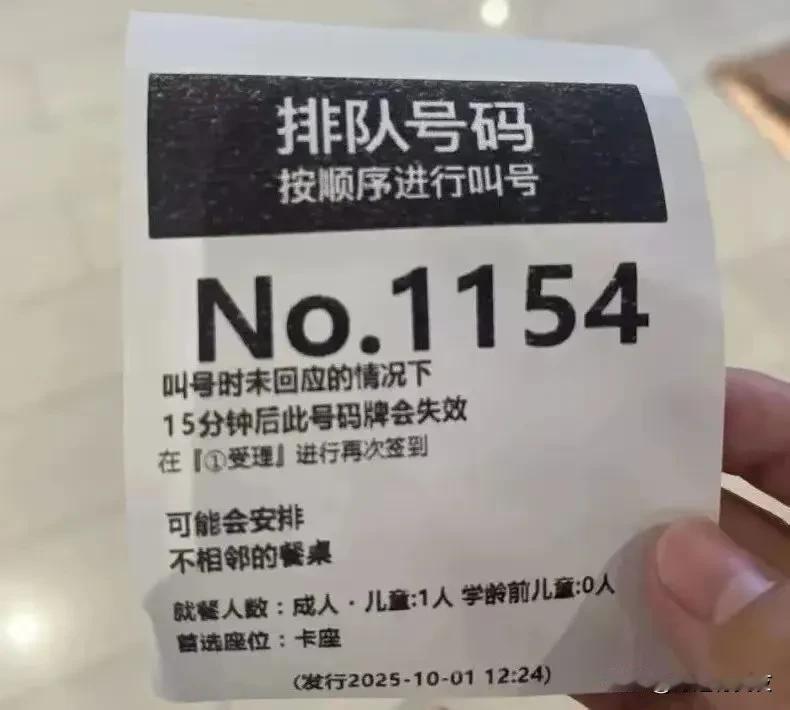 排队号码
按顺序进行叫号
No.1154
叫号时未回应的情况下
15分钟后此号码牌会失效
在『①受理』进行再次签到
可能会安排
不相邻的餐桌
就餐人数：成人・儿童:1人 学龄前儿童:0人
首选座位：卡座
(发行2025-10-01 12:24)